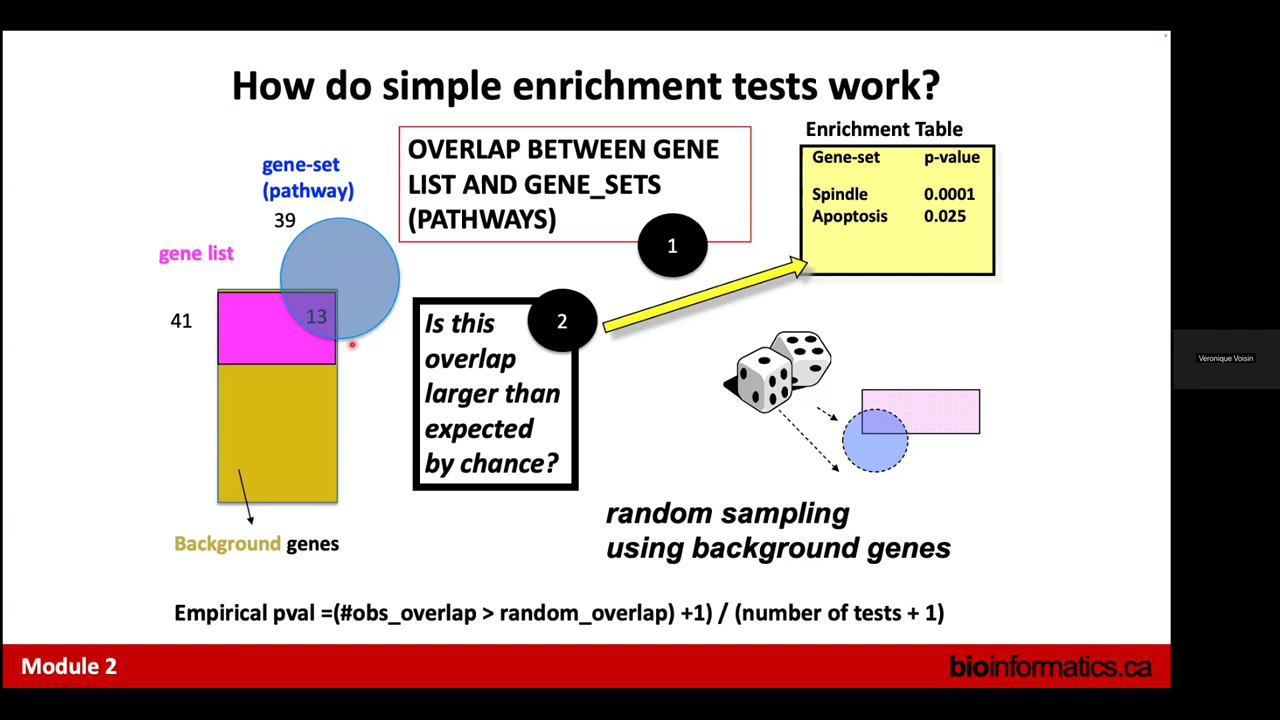 How do simple enrichment tests work?
gene-set
(pathway)
39
gene list
41
13
Background genes
OVERLAP BETWEEN GENE
LIST AND GENE_SETS
(PATHWAYS)
1
Is this
overlap
larger than
expected
by chance?
2
Enrichment Table
Gene-set p-value
Spindle 0.0001
Apoptosis 0.025
random sampling
using background genes
Empirical pval =(#obs_overlap > random_overlap) +1) / (number of tests + 1)
Module 2
bioinformatics.ca
Veronique Voisin